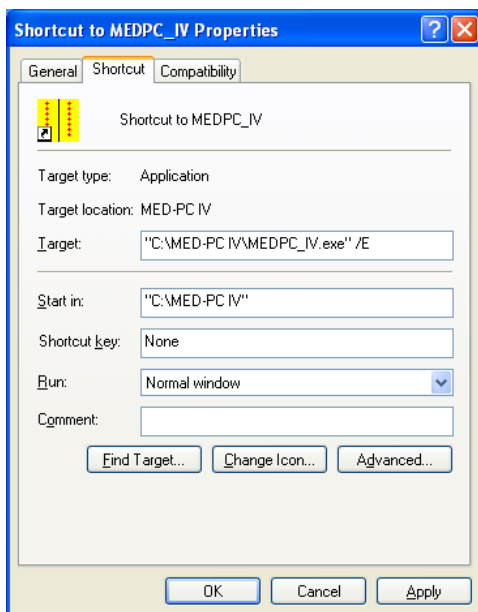 Shortcut to MEDPC_IV Properties
General Shortcut Compatibility
Shortcut to MEDPC_IV
Target type: Application
Target location: MED-PC IV
Target: "C:\MED-PC IV\MEDPC_IV.exe" /E
Start in: "C:\MED-PC IV"
Shortcut key: None
Run: Normal window
Comment:
Find Target... Change Icon... Advanced...
OK Cancel Apply